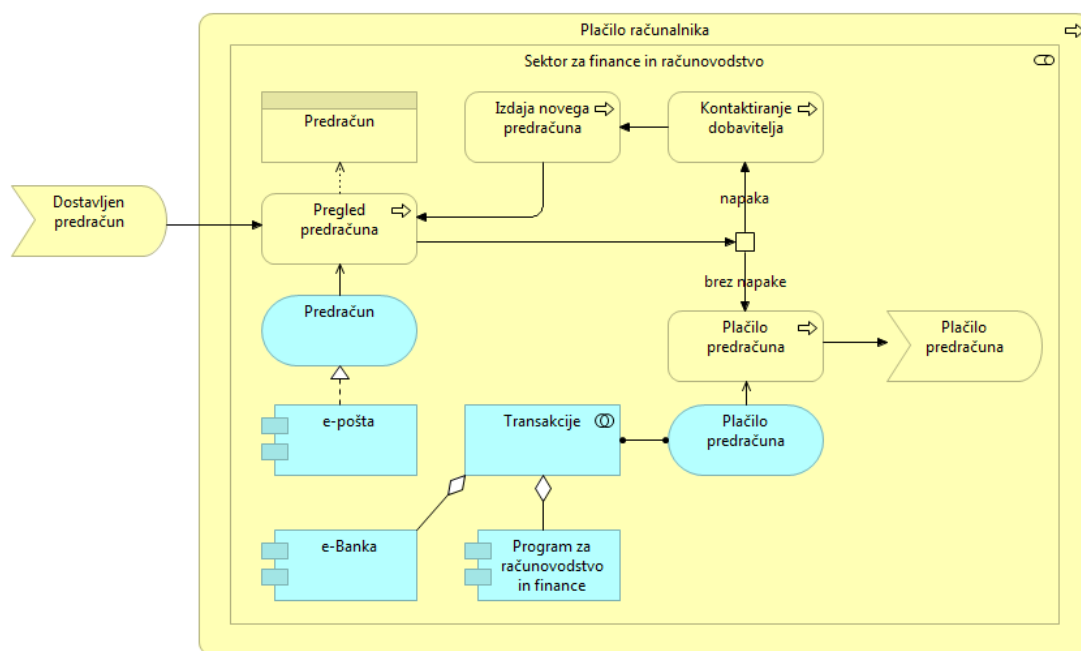 Plačilo računalnika
Sektor za finance in računovodstvo
Predračun
Izdaja novega
predračuna
Kontaktiranje
dobavitelja
Dostavljen
predračun
Pregled
predračuna
napaka
brez napake
Predračun
Plačilo
predračuna
Plačilo
predračuna
e-pošta
Transakcije
Plačilo
predračuna
e-Banka
Program za
računovodstvo
in finance